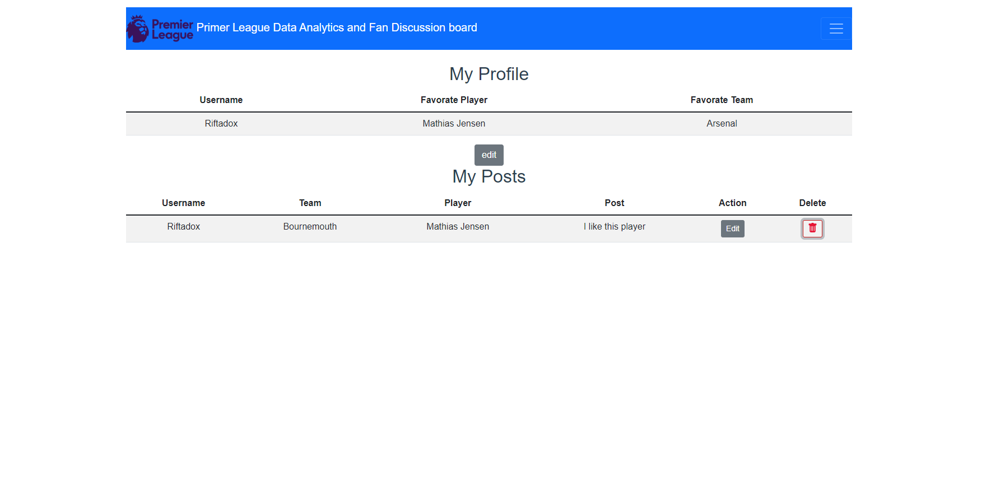 Premier League Primer League Data Analytics and Fan Discussion board
My Profile
Username Favorate Player Favorate Team
Riftadox Mathias Jensen Arsenal
edit
My Posts
Username Team Player Post Action Delete
Riftadox Bournemouth Mathias Jensen I like this player Edit